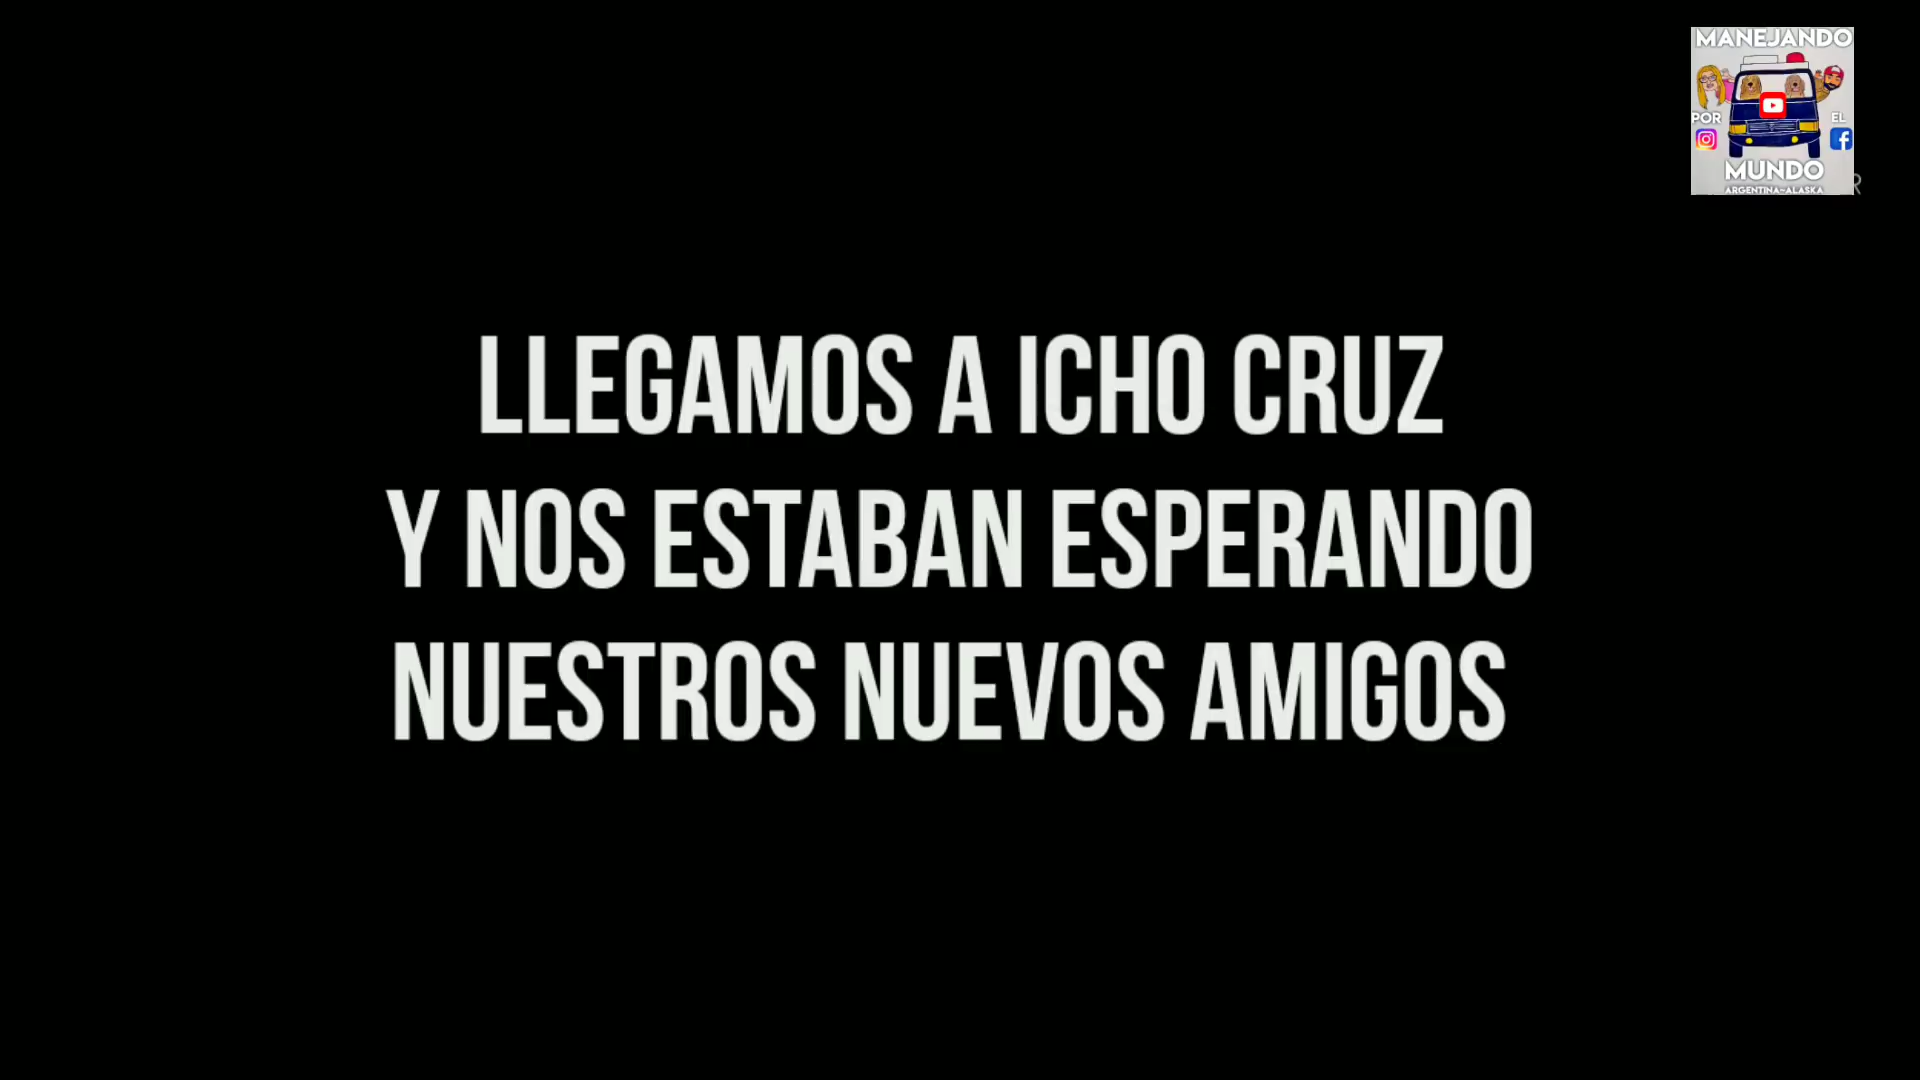 MANEJANDO
POR EL
MUNDO
ARGENTINA-ALASKA
LLEGAMOS A ICHO CRUZ
Y NOS ESTABAN ESPERANDO
NUESTROS NUEVOS AMIGOS